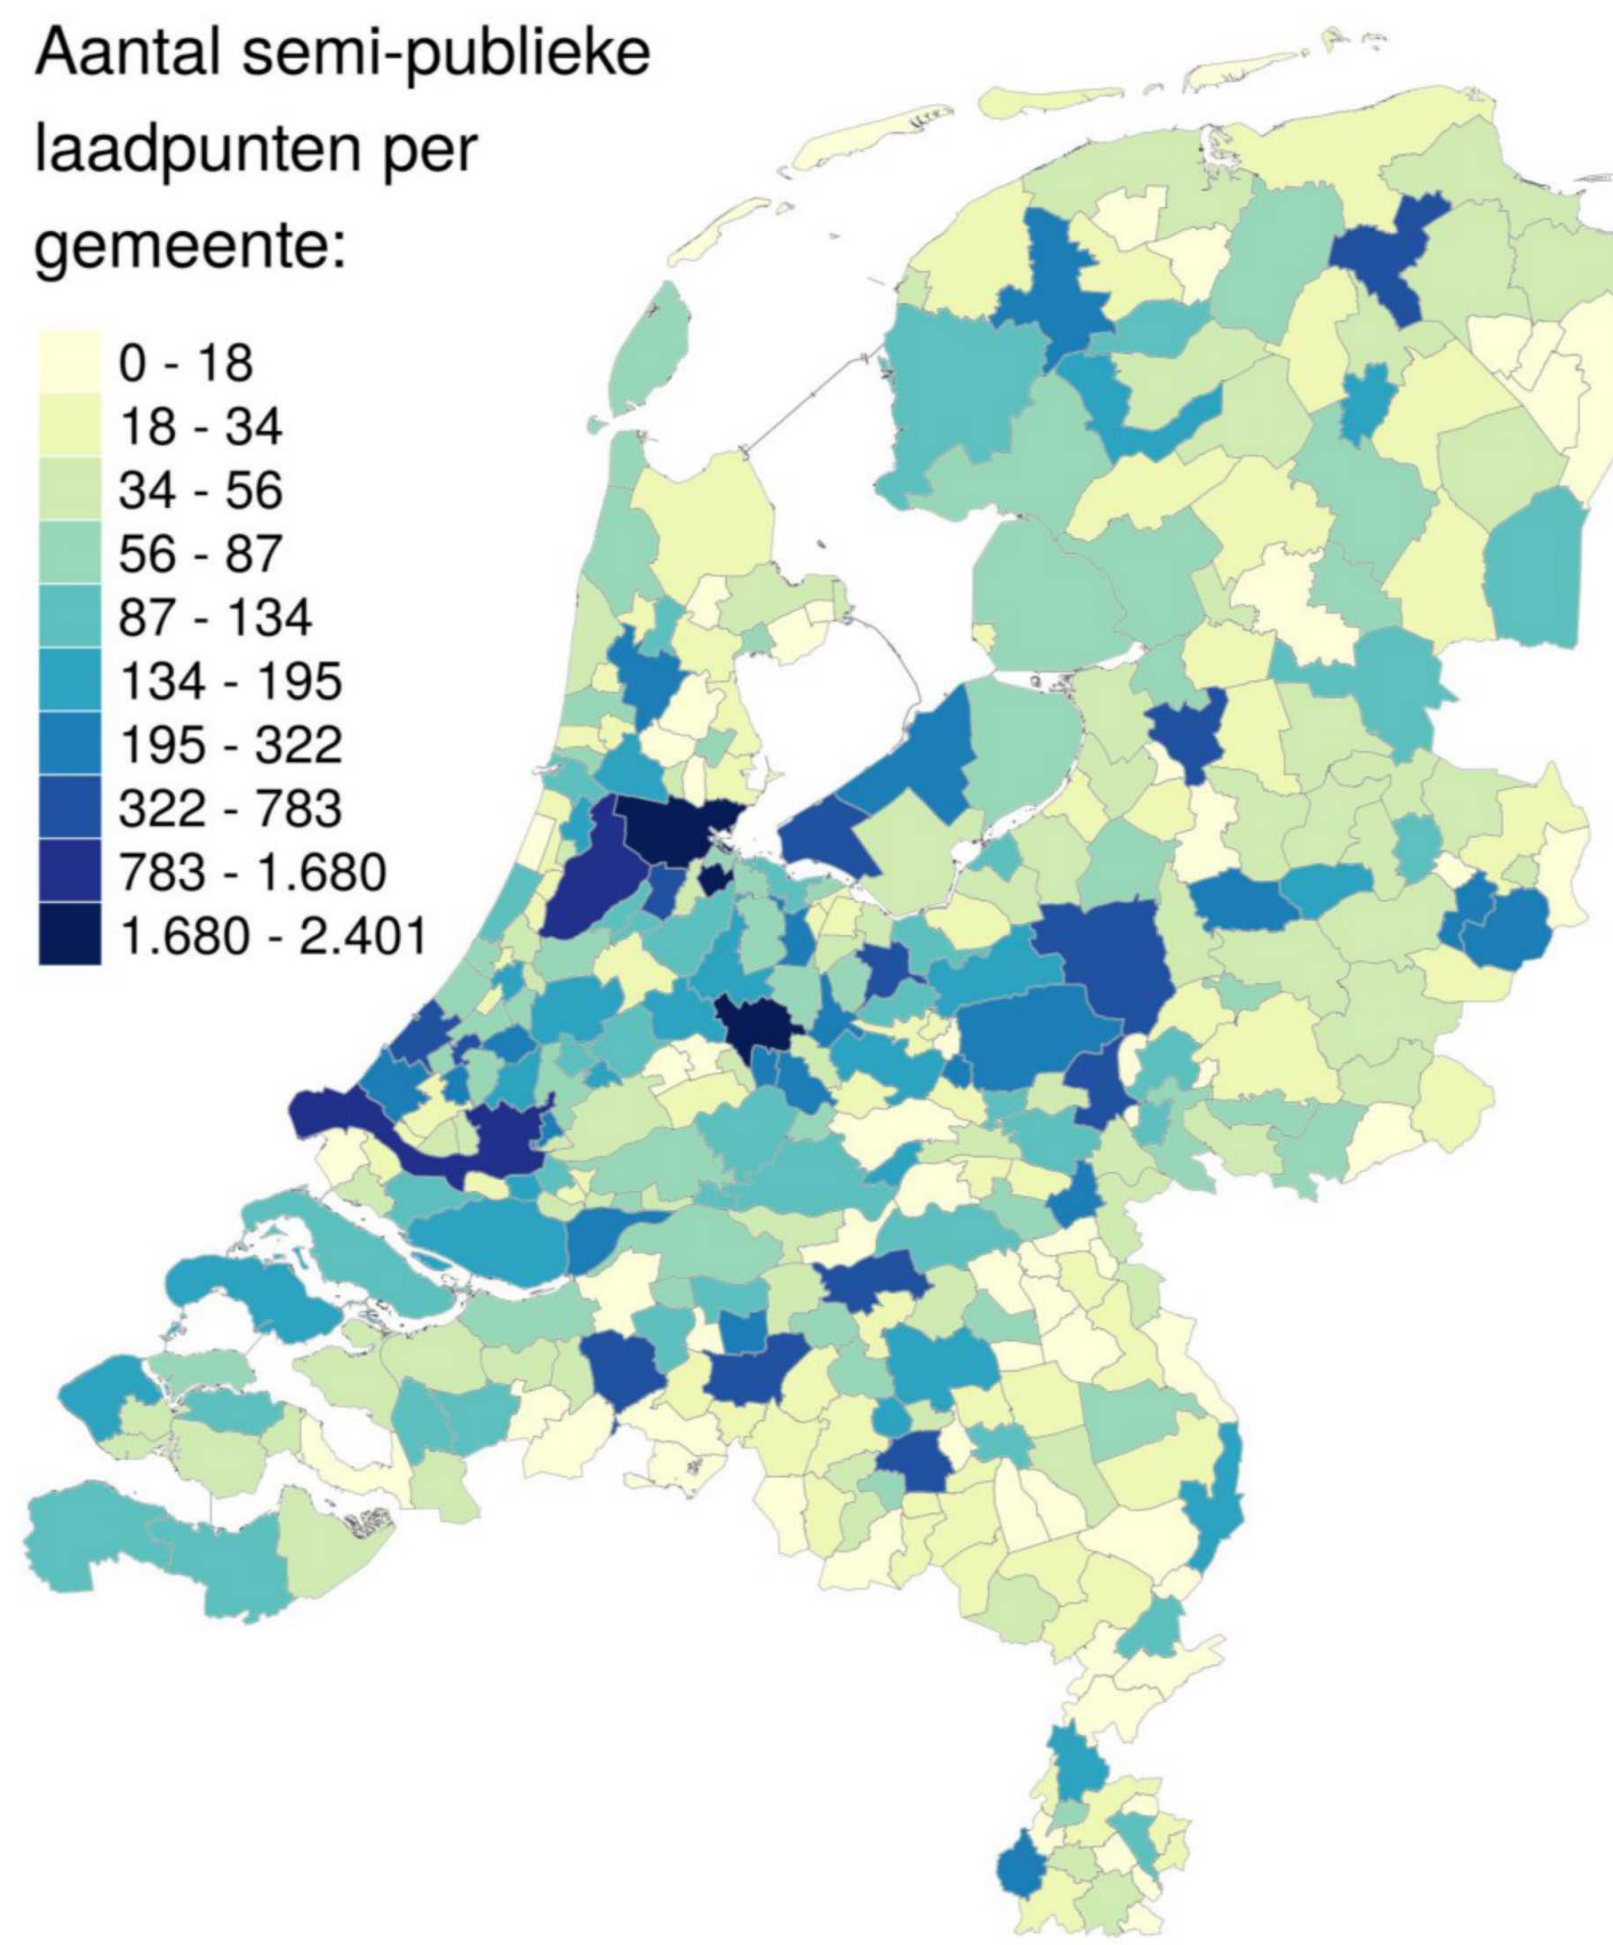 Aantal semi-publieke
laadpunten per
gemeente:
0 - 18
18 - 34
34 - 56
56 - 87
87 - 134
134 - 195
195 - 322
322 - 783
783 - 1.680
1.680 - 2.401